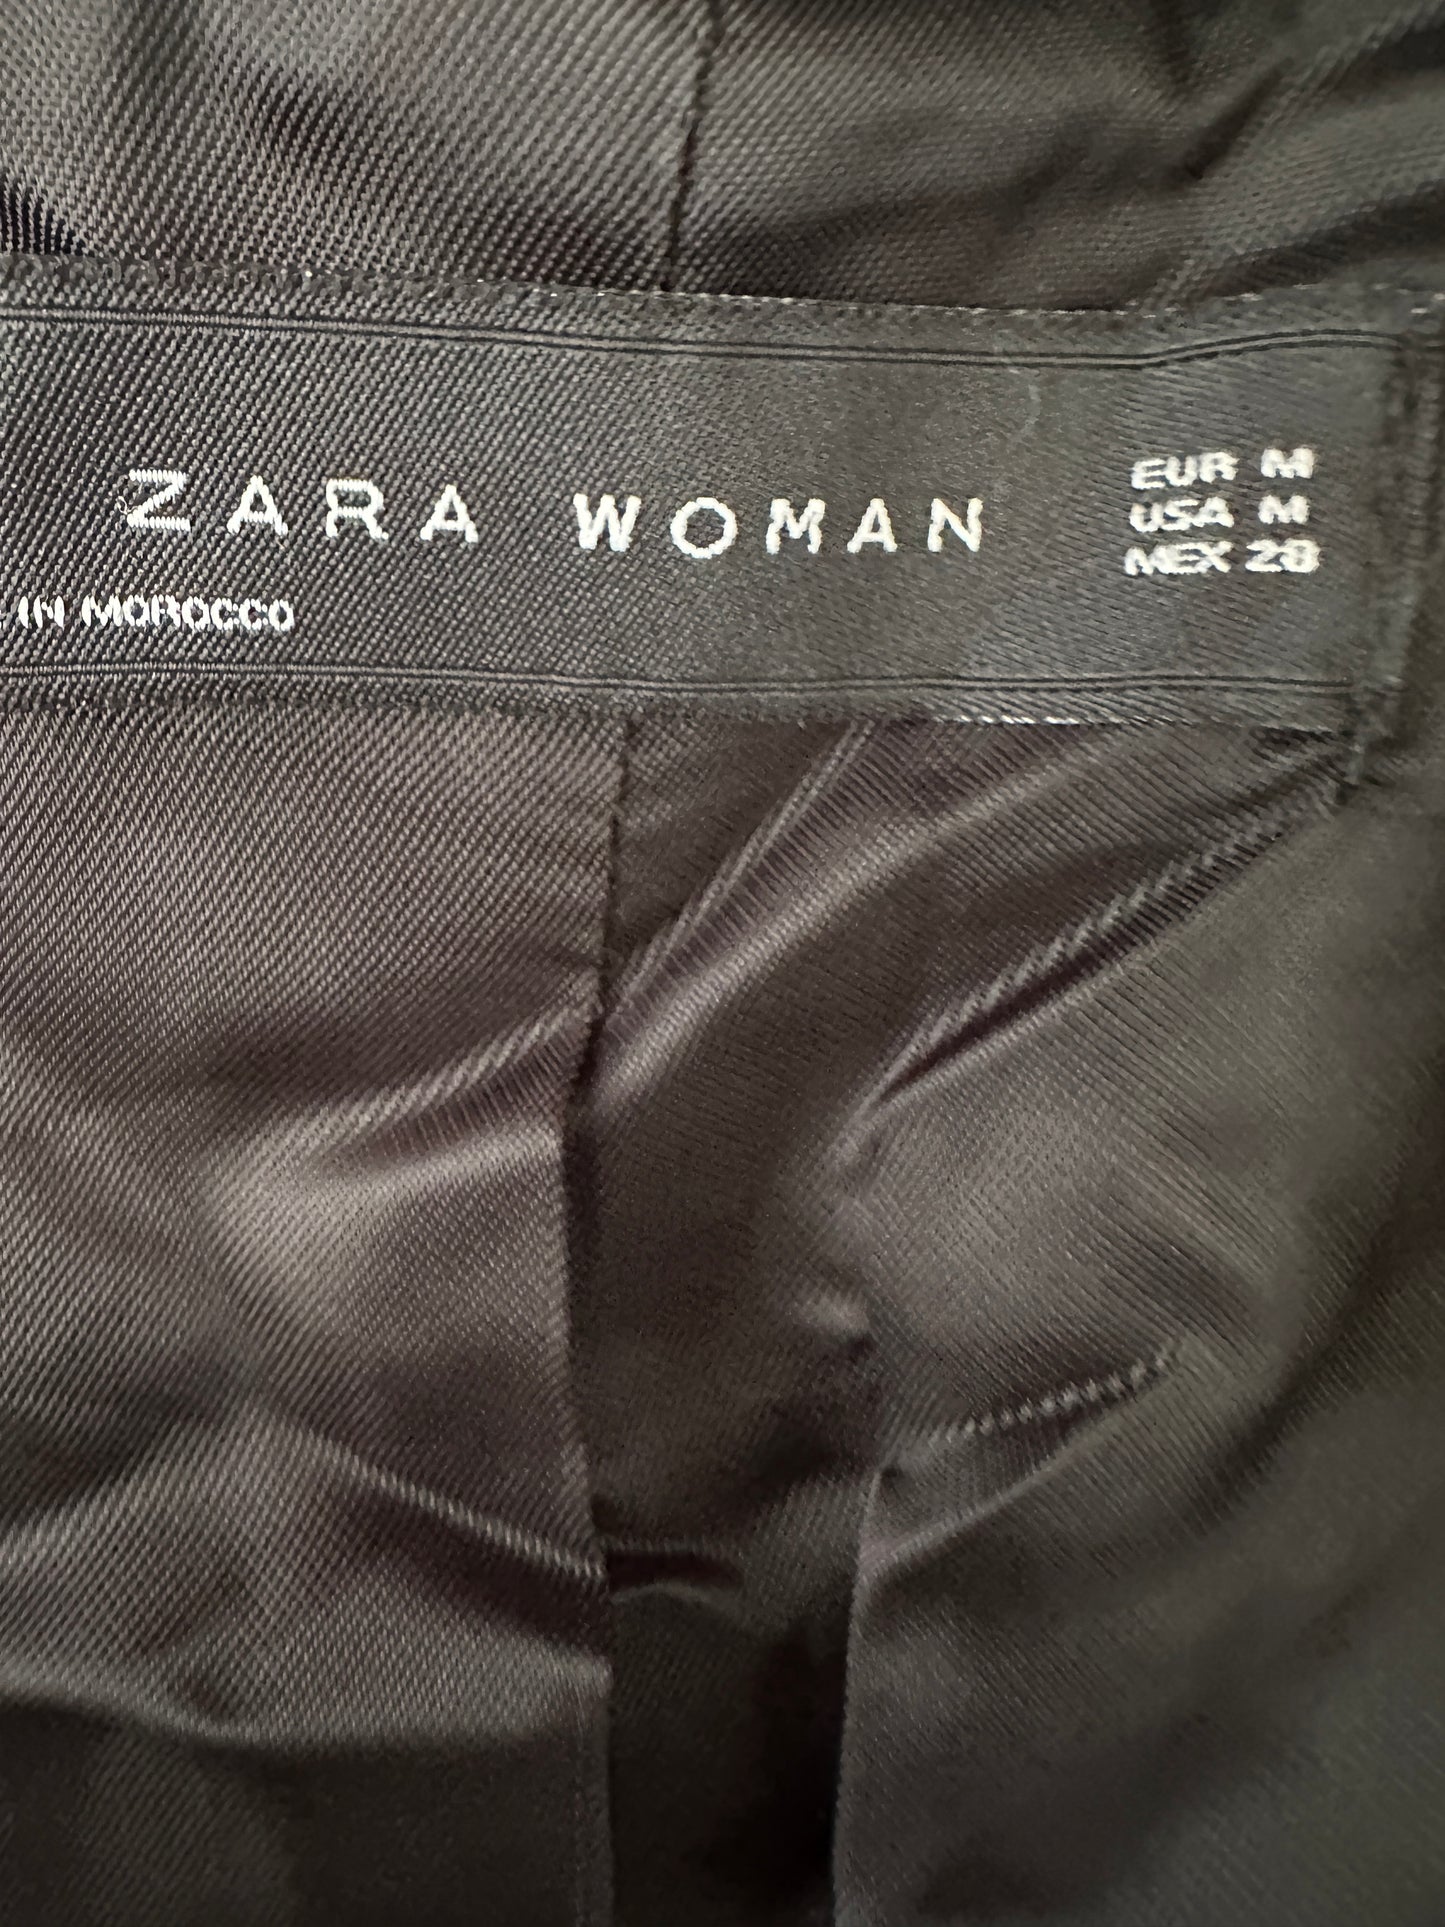 ZARA WOMAN
EUR M
USA M
MEX 28
IN MOROCCO